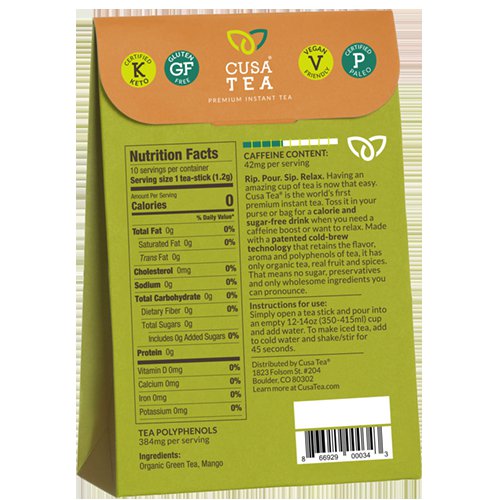 CERTIFIED
K
KETO
GLUTEN
GF
FREE
CUSA®
TEA
PREMIUM INSTANT TEA
VEGAN
V
FRIENDLY
CERTIFIED
P
PALEO
Nutrition Facts
10 servings per container
Serving size 1 tea-stick (1.2g)
Amount Per Serving
Calories 0
% Daily Value*
Total Fat 0g 0%
Saturated Fat 0g 0%
Trans Fat 0g
Cholesterol 0mg 0%
Sodium 0g 0%
Total Carbohydrate 0g 0%
Dietary Fiber 0g 0%
Total Sugars 0g
Includes 0g Added Sugars 0%
Protein 0g
Vitamin D 0mg 0%
Calcium 0mg 0%
Iron 0mg 0%
Potassium 0mg 0%
TEA POLYPHENOLS
384mg per serving
Ingredients:
Organic Green Tea, Mango
CAFFEINE CONTENT:
42mg per serving
Rip. Pour. Sip. Relax. Having an
amazing cup of tea is now that easy.
Cusa Tea® is the world's first
premium instant tea. Toss it in your
purse or bag for a calorie and
sugar-free drink when you need a
caffeine boost or want to relax. Made
with a patented cold-brew
technology that retains the flavor,
aroma and polyphenols of tea, it has
only organic tea, real fruit and spices.
That means no sugar, preservatives
and only wholesome ingredients you
can pronounce.
Instructions for use:
Simply open a tea stick and pour into
an empty 12-14oz (350-415ml) cup
and add water. To make iced tea, add
to cold water and shake/stir for
45 seconds.
Distributed by Cusa Tea®
1823 Folsom St. #204
Boulder, CO 80302
Learn more at CusaTea.com
8 66929 00034 3